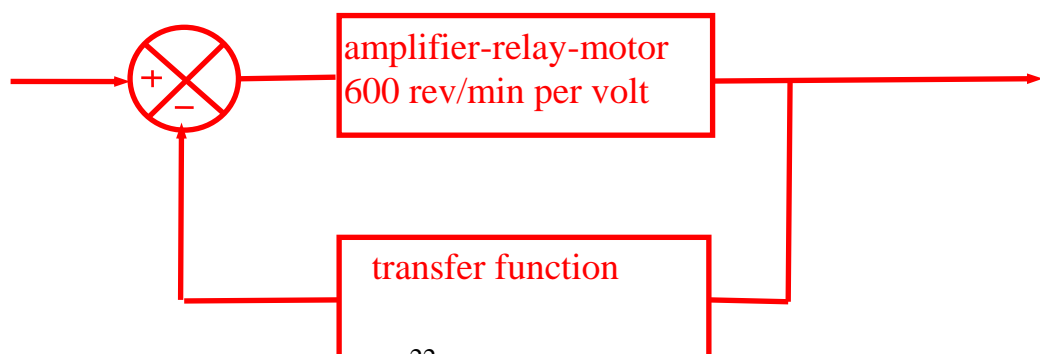 amplifier-relay-motor
+
600 rev/min per volt
−
transfer function